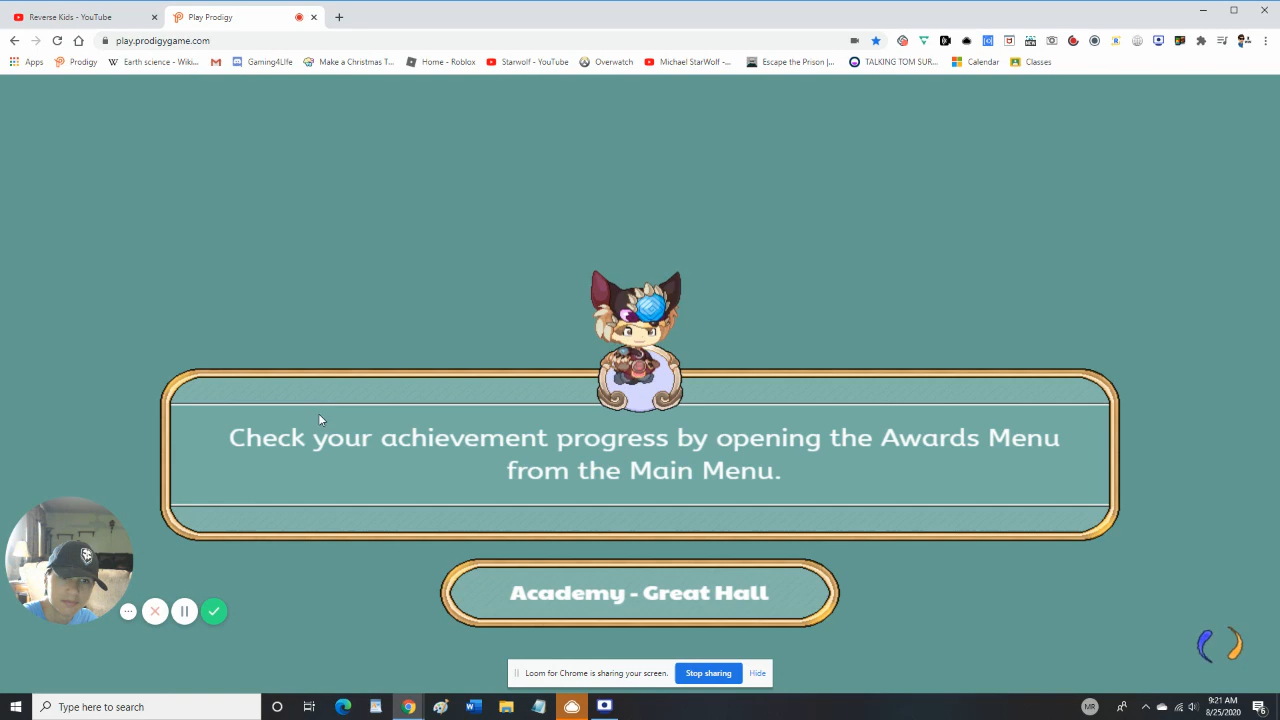 Reverse Kids - YouTube
Play Prodigy
play.prodigygame.com
Apps
Prodigy
Earth science - Wiki...
Gaming4LIfe
Make a Christmas T...
Home - Roblox
Starwolf - YouTube
Overwatch
Michael StarWolf -...
Escape the Prison |...
TALKING TOM SUR...
Calendar
Classes
Check your achievement progress by opening the Awards Menu
from the Main Menu.
Academy - Great Hall
Loom for Chrome is sharing your screen.
Stop sharing
Hide
Type here to search
MR
9:21 AM
8/25/2020